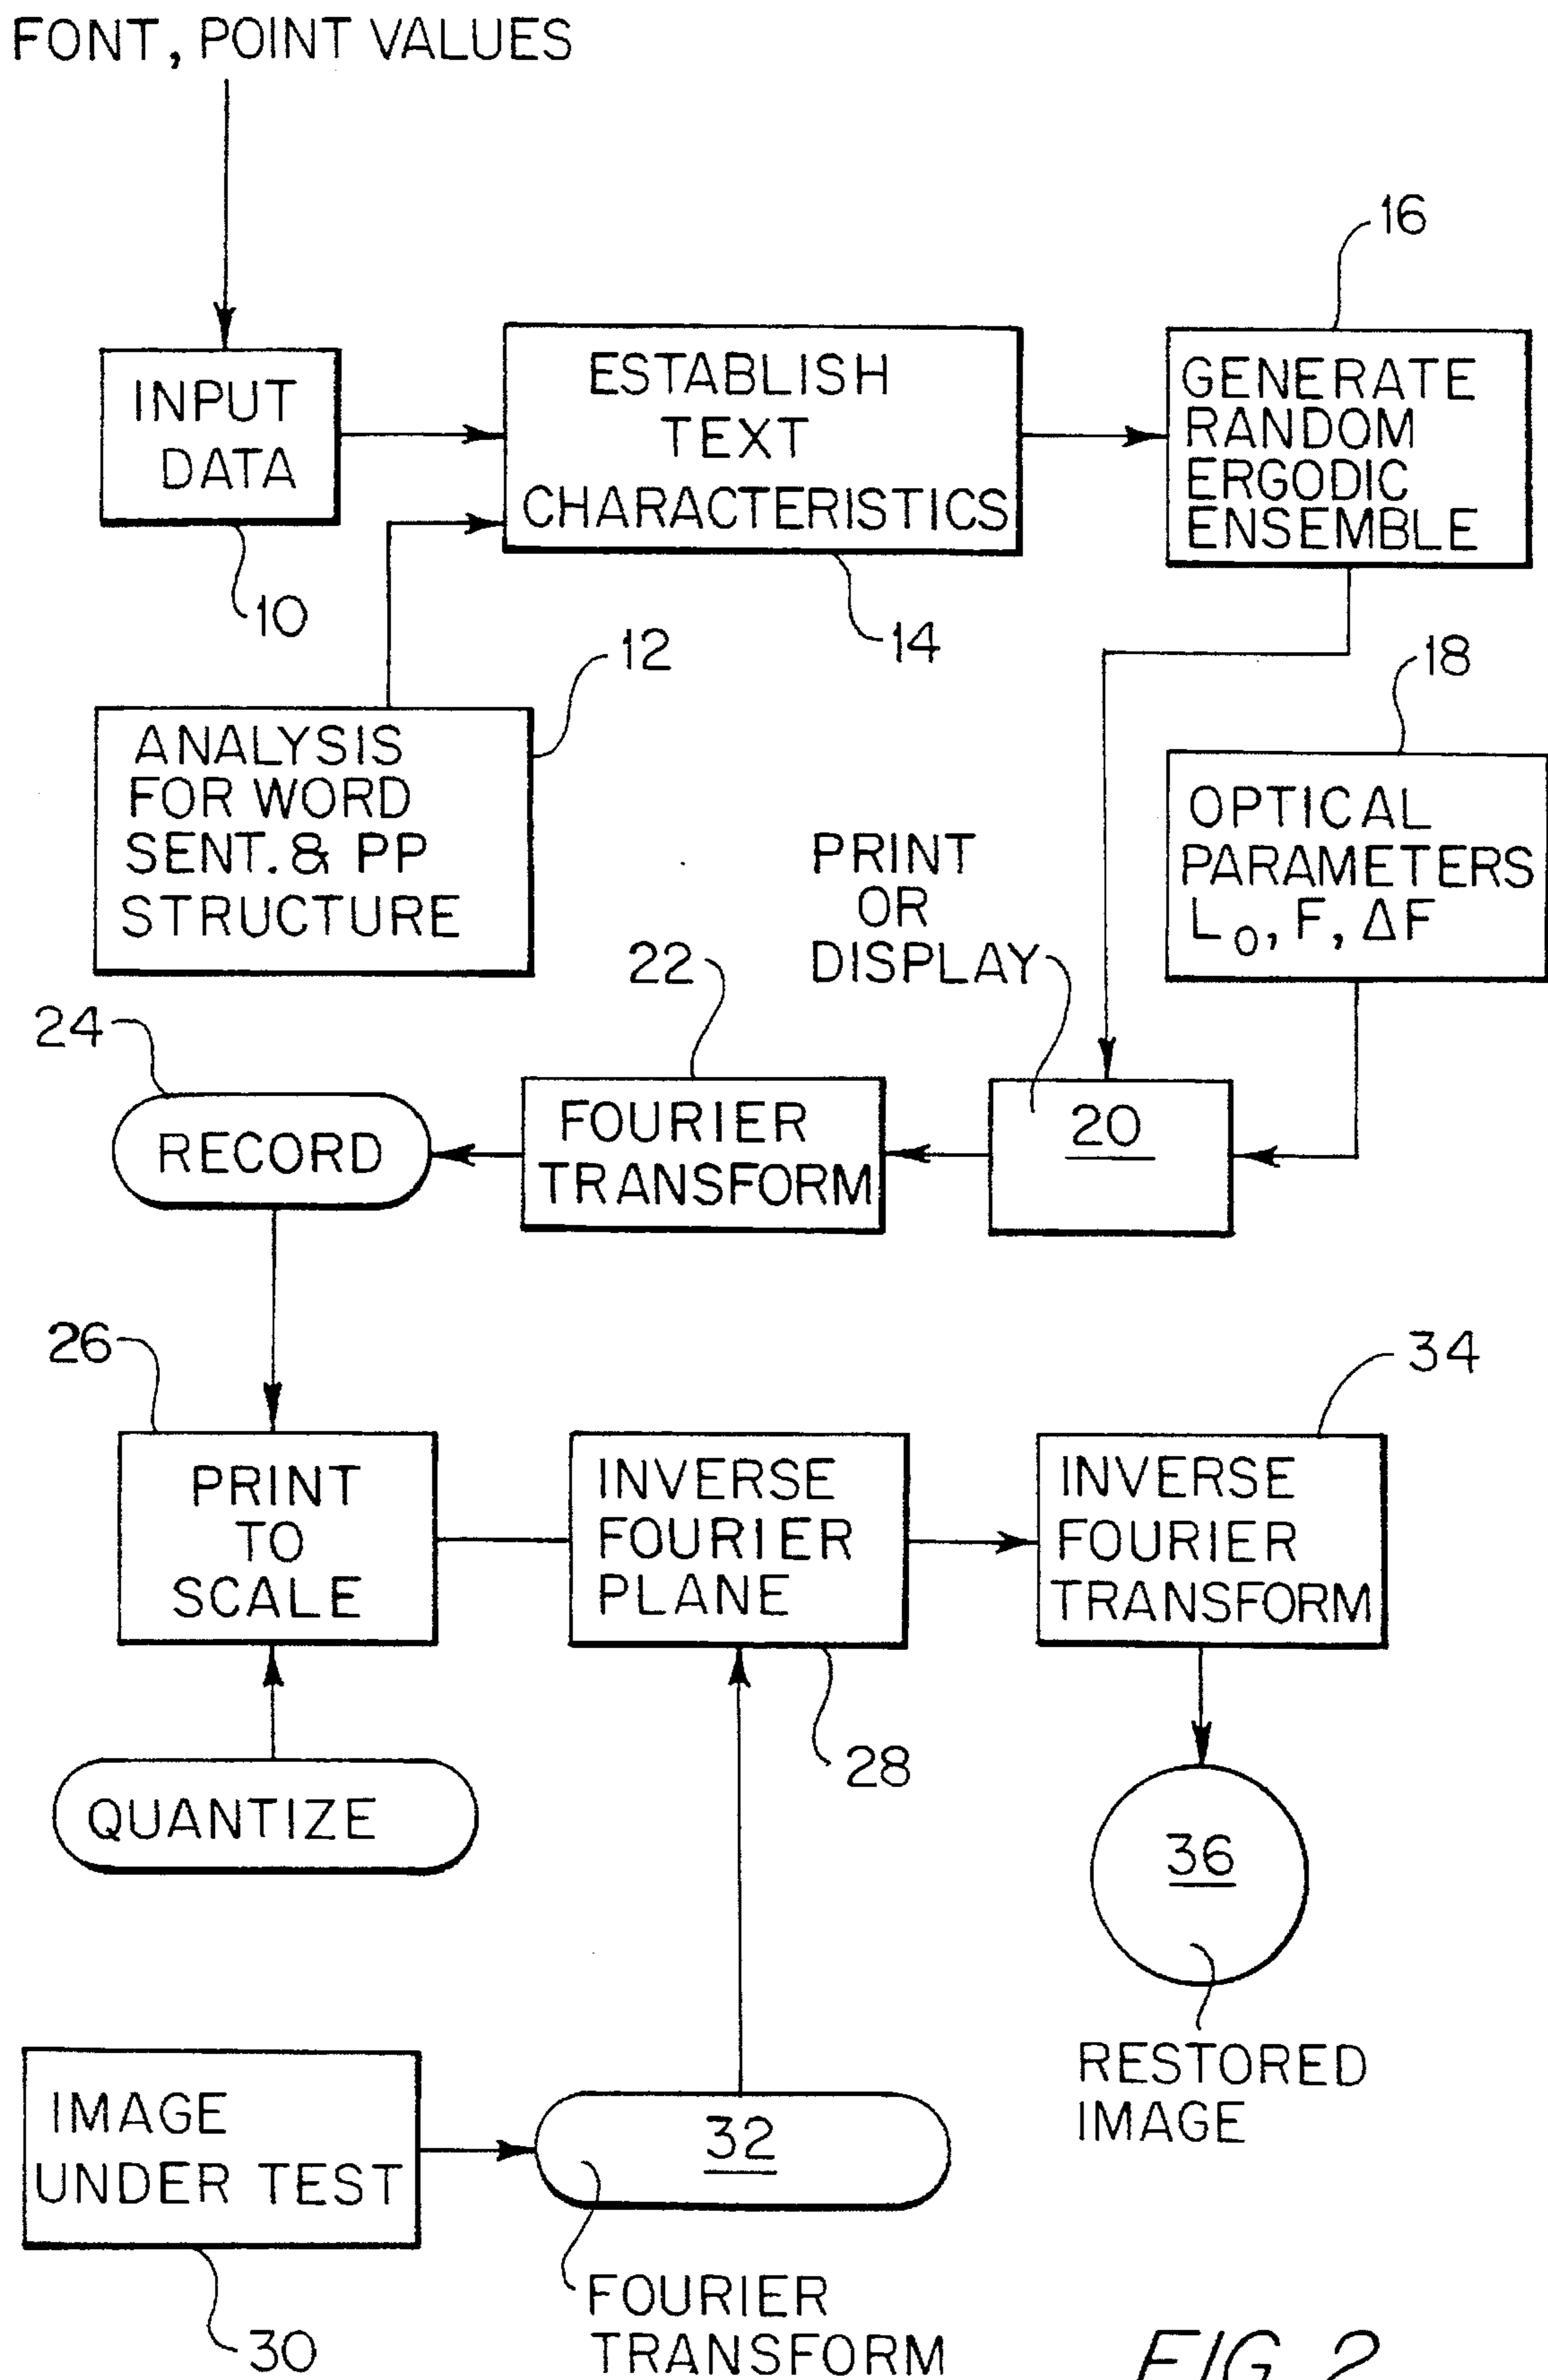 FONT, POINT VALUES
INPUT
DATA
10
ESTABLISH
TEXT
CHARACTERISTICS
14
16
GENERATE
RANDOM
ERGODIC
ENSEMBLE
12
ANALYSIS
FOR WORD
SENT. & PP
STRUCTURE
18
OPTICAL
PARAMETERS
L₀, F, ΔF
PRINT
OR
DISPLAY
20
22
FOURIER
TRANSFORM
24
RECORD
26
PRINT
TO
SCALE
INVERSE
FOURIER
PLANE
28
34
INVERSE
FOURIER
TRANSFORM
QUANTIZE
36
RESTORED
IMAGE
IMAGE
UNDER TEST
30
32
FOURIER
TRANSFORM
FIG. 2